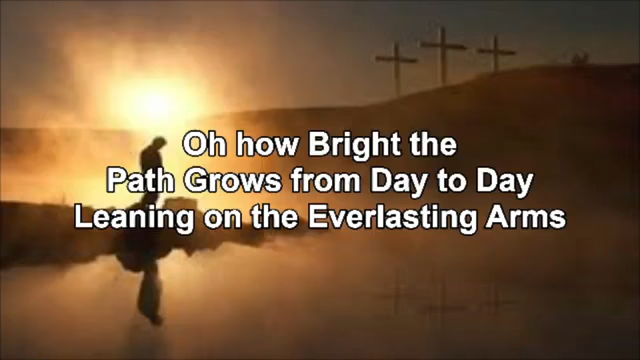 Oh how Bright the
Path Grows from Day to Day
Leaning on the Everlasting Arms